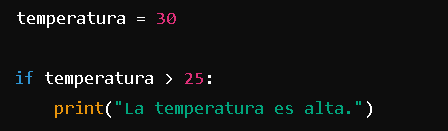 temperatura = 30
if temperatura > 25:
    print("La temperatura es alta.")